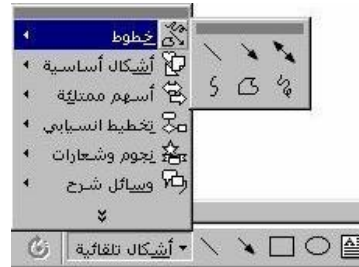 خطوط
أشكال أساسية
أسهم ممتلئة
تخطيط انسيابي
نجوم وشعارات
وسائل شرح
أشكال تلقائية